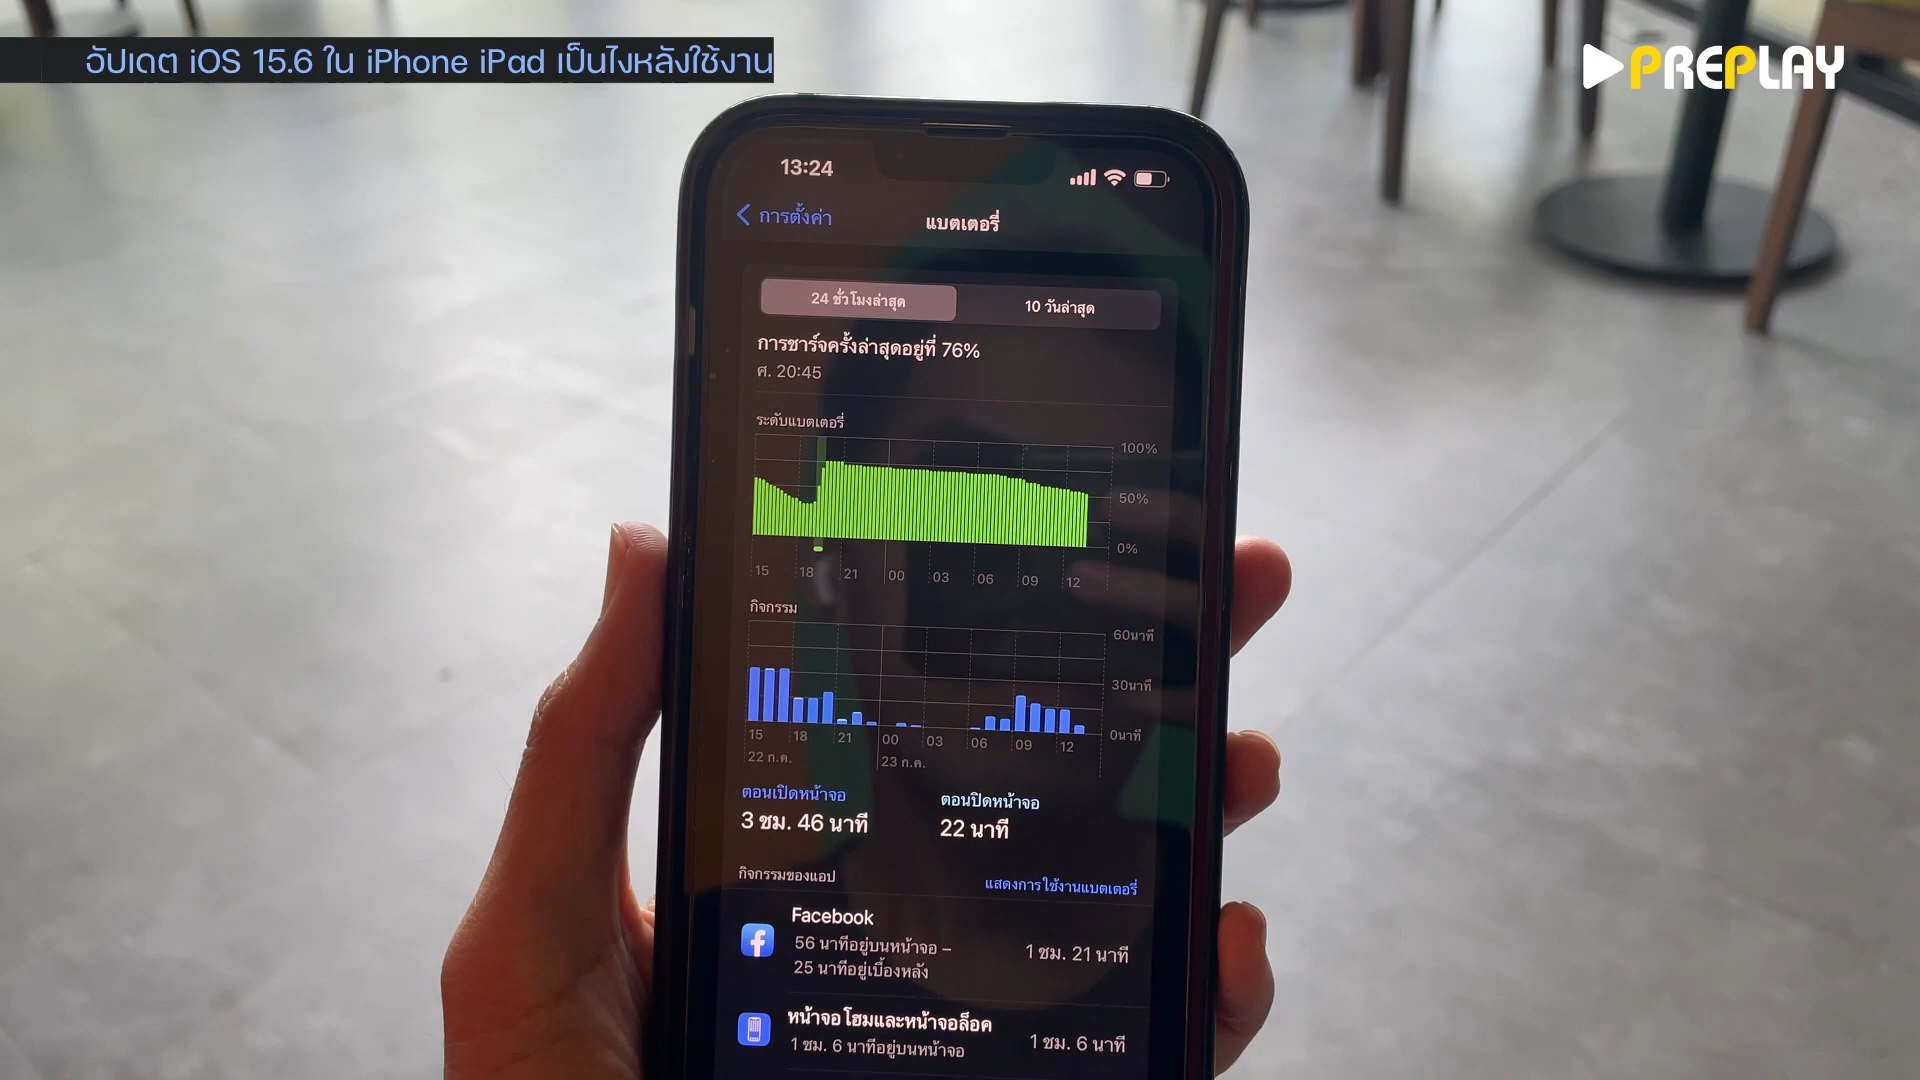 อัปเดต iOS 15.6 ใน iPhone iPad เป็นไงหลังใช้งาน
PREPLAY
13:24
การตั้งค่า
แบตเตอรี่
24 ชั่วโมงล่าสุด
10 วันล่าสุด
การชาร์จครั้งล่าสุดอยู่ที่ 76%
ศ. 20:45
ระดับแบตเตอรี่
100%
50%
0%
15 18 21 00 03 06 09 12
กิจกรรม
60นาที
30นาที
0นาที
15 18 21 00 03 06 09 12
22 ก.ค. 23 ก.ค.
ตอนเปิดหน้าจอ ตอนปิดหน้าจอ
3 ชม. 46 นาที 22 นาที
กิจกรรมของแอป แสดงการใช้งานแบตเตอรี่
Facebook
56 นาทีอยู่บนหน้าจอ –
25 นาทีอยู่เบื้องหลัง
1 ชม. 21 นาที
หน้าจอโฮมและหน้าจอล็อค
1 ชม. 6 นาทีอยู่บนหน้าจอ
1 ชม. 6 นาที